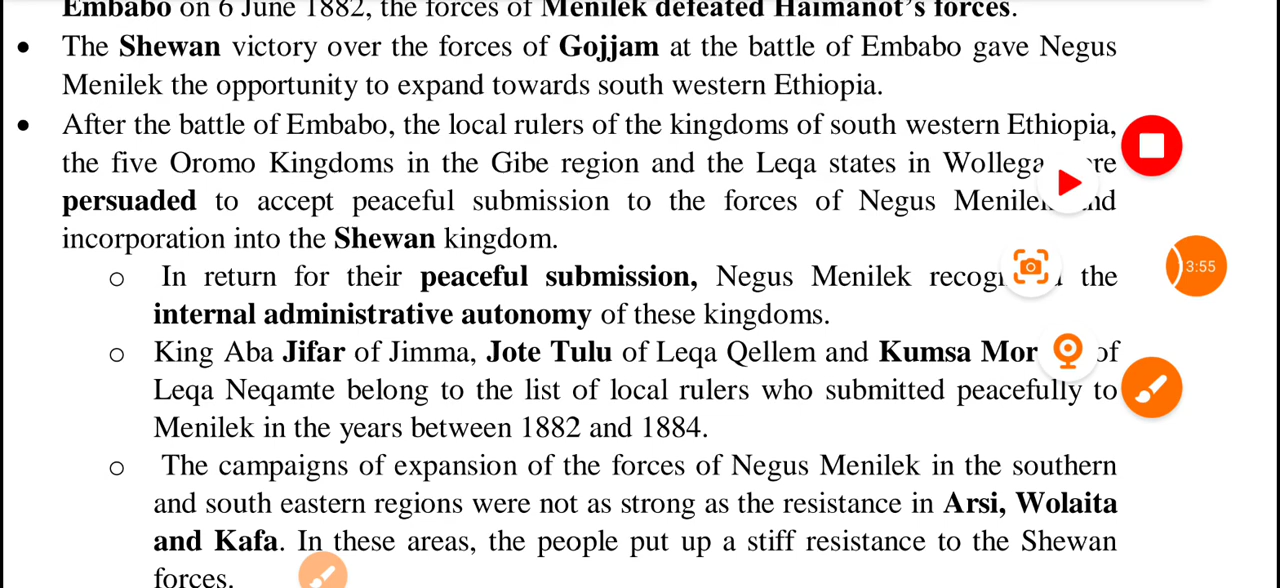 Embabo on 6 June 1882, the forces of Menilek defeated Haimanot's forces.
• The Shewan victory over the forces of Gojjam at the battle of Embabo gave Negus
Menilek the opportunity to expand towards south western Ethiopia.
• After the battle of Embabo, the local rulers of the kingdoms of south western Ethiopia,
the five Oromo Kingdoms in the Gibe region and the Leqa states in Wollega
persuaded to accept peaceful submission to the forces of Negus
incorporation into the Shewan kingdom.
o In return for their peaceful submission, Negus Menilek the
internal administrative autonomy of these kingdoms.
o King Aba Jifar of Jimma, Jote Tulu of Leqa Qellem and Kumsa of
Leqa Neqamte belong to the list of local rulers who submitted peacefully to
Menilek in the years between 1882 and 1884.
o The campaigns of expansion of the forces of Negus Menilek in the southern
and south eastern regions were not as strong as the resistance in Arsi, Wolaita
and Kafa. In these areas, the people put up a stiff resistance to the Shewan
forces.
3:55